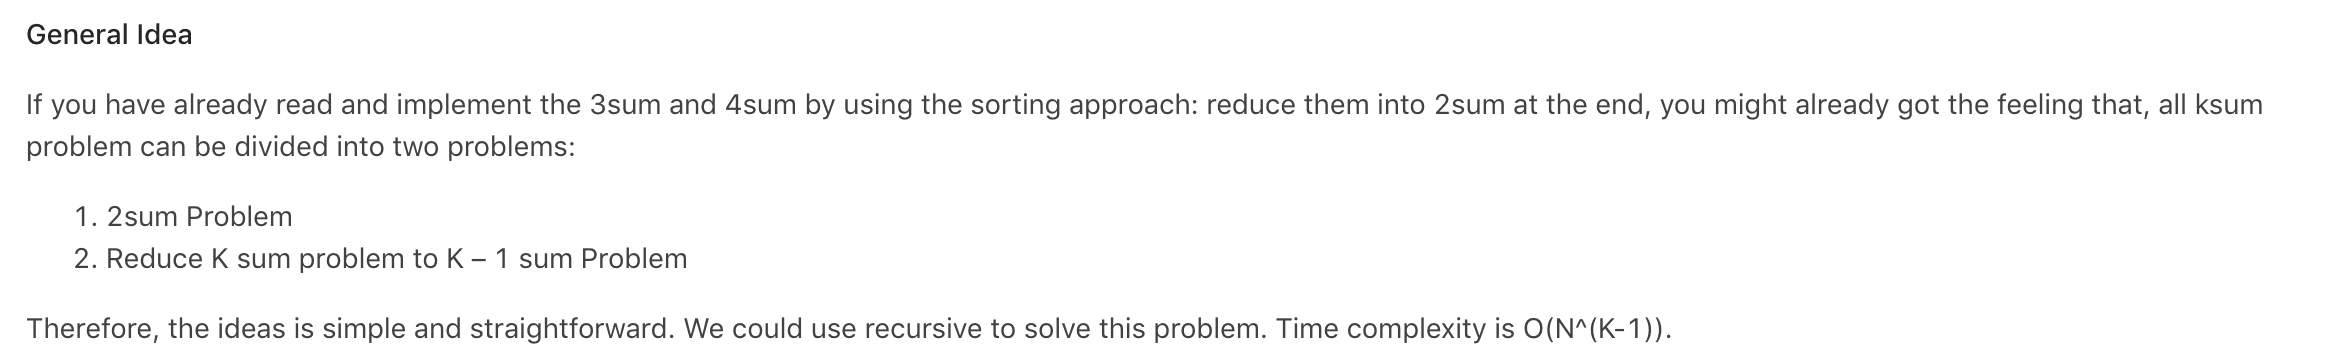 General Idea
If you have already read and implement the 3sum and 4sum by using the sorting approach: reduce them into 2sum at the end, you might already got the feeling that, all ksum
problem can be divided into two problems:
1. 2sum Problem
2. Reduce K sum problem to K – 1 sum Problem
Therefore, the ideas is simple and straightforward. We could use recursive to solve this problem. Time complexity is O(N^(K-1)).